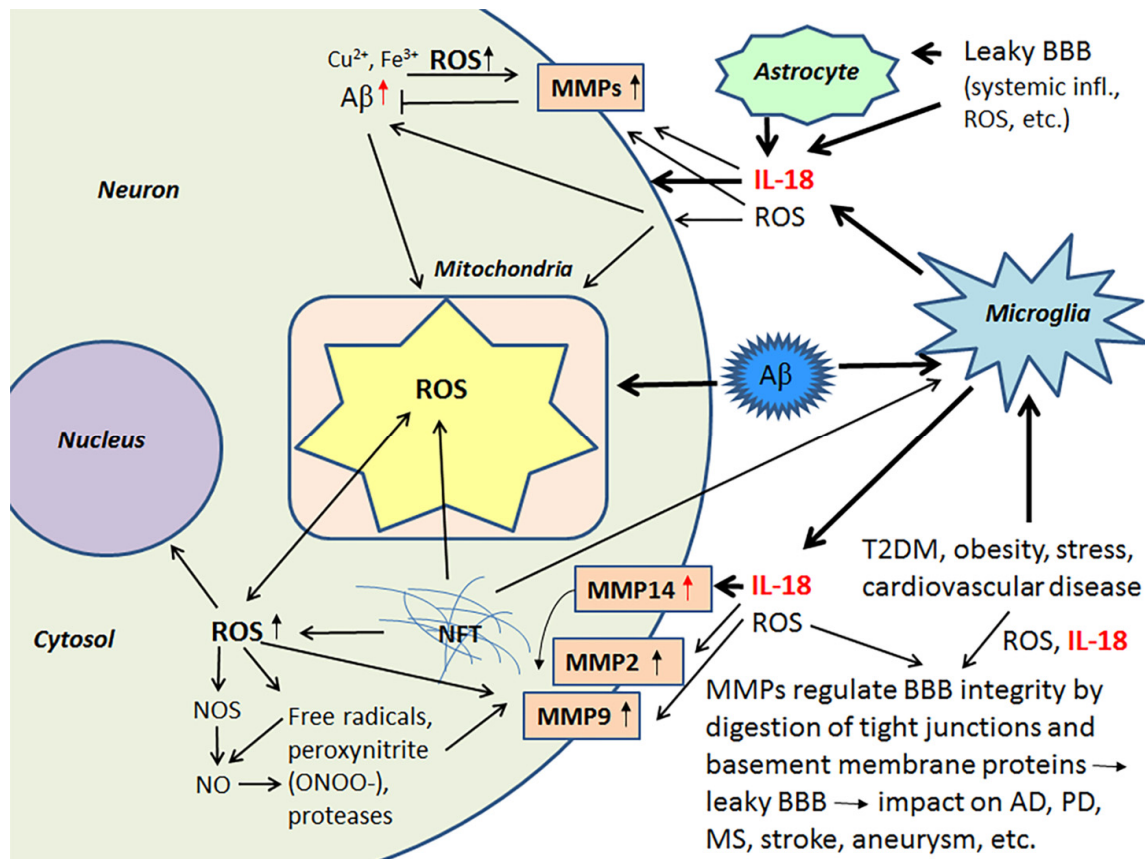 Cu²⁺, Fe³⁺ ROS
Aβ
MMPs
Astrocyte
Leaky BBB
(systemic infl.,
ROS, etc.)
IL-18
ROS
Neuron
Mitochondria
ROS
Nucleus
Aβ
Microglia
T2DM, obesity, stress,
cardiovascular disease
ROS, IL-18
MMP14
IL-18
ROS
MMP2
MMP9
NFT
Cytosol
ROS
NOS
NO
Free radicals,
peroxynitrite
(ONOO-),
proteases
MMPs regulate BBB integrity by
digestion of tight junctions and
basement membrane proteins →
leaky BBB → impact on AD, PD,
MS, stroke, aneurysm, etc.